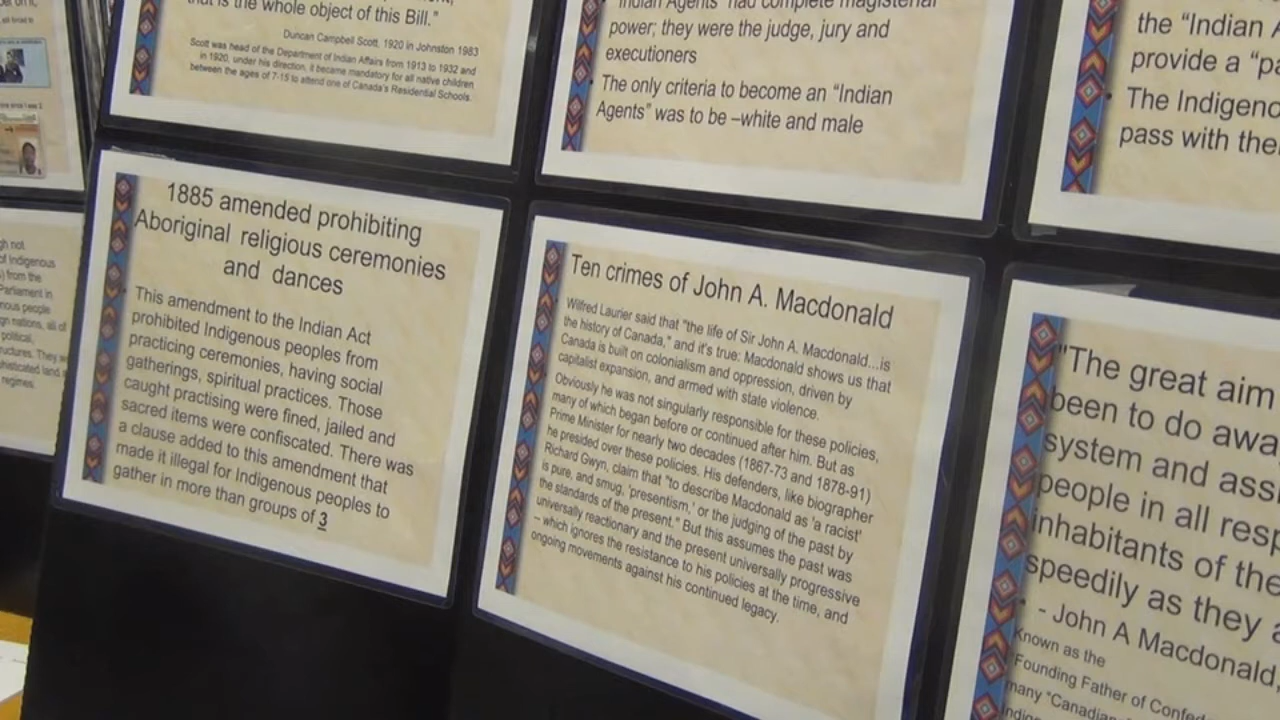 that is the whole object of this Bill."
Duncan Campbell Scott, 1920 in Johnston 1983
Scott was head of the Department of Indian Affairs from 1913 to 1932 and
in 1920, under his direction, it became mandatory for all native children
between the ages of 7-15 to attend one of Canada's Residential Schools.
"Indian Agents" had complete magisterial
power; they were the judge, jury and
executioners
• The only criteria to become an "Indian
Agents" was to be –white and male
the "Indian
provide a
• The
pass with
of Indigenous
from the
Parliament in
people
nations, all of
political,
They
land
regimes.
1885 amended prohibiting
Aboriginal religious ceremonies
and dances
• This amendment to the Indian Act
prohibited Indigenous peoples from
practicing ceremonies, having social
gatherings, spiritual practices. Those
caught practising were fined, jailed and
sacred items were confiscated. There was
a clause added to this amendment that
made it illegal for Indigenous peoples to
gather in more than groups of 3
Ten crimes of John A. Macdonald
Wilfred Laurier said that "the life of Sir John A. Macdonald…is
the history of Canada," and it's true: Macdonald shows us that
Canada is built on colonialism and oppression, driven by
capitalist expansion, and armed with state violence.
Obviously he was not singularly responsible for these policies,
many of which began before or continued after him. But as
Prime Minister for nearly two decades (1867-73 and 1878-91)
he presided over these policies. His defenders, like biographer
Richard Gwyn, claim that "to describe Macdonald as 'a racist'
is pure, and smug, 'presentism,' or the judging of the past by
the standards of the present." But this assumes the past was
universally reactionary and the present universally progressive
– which ignores the resistance to his policies at the time, and
ongoing movements against his continued legacy.
"The great aim
been to do
system and
people in all
inhabitants of the
speedily as they
- John A Macdonald,
Known as the
"Founding Father of
many "Canadian